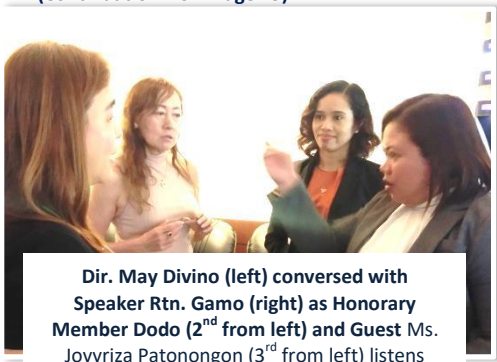 Dir. May Divino (left) conversed with
Speaker Rtn. Gamo (right) as Honorary
Member Dodo (2nd from left) and Guest Ms.
Joyyriza Patonongon (3rd from left) listens